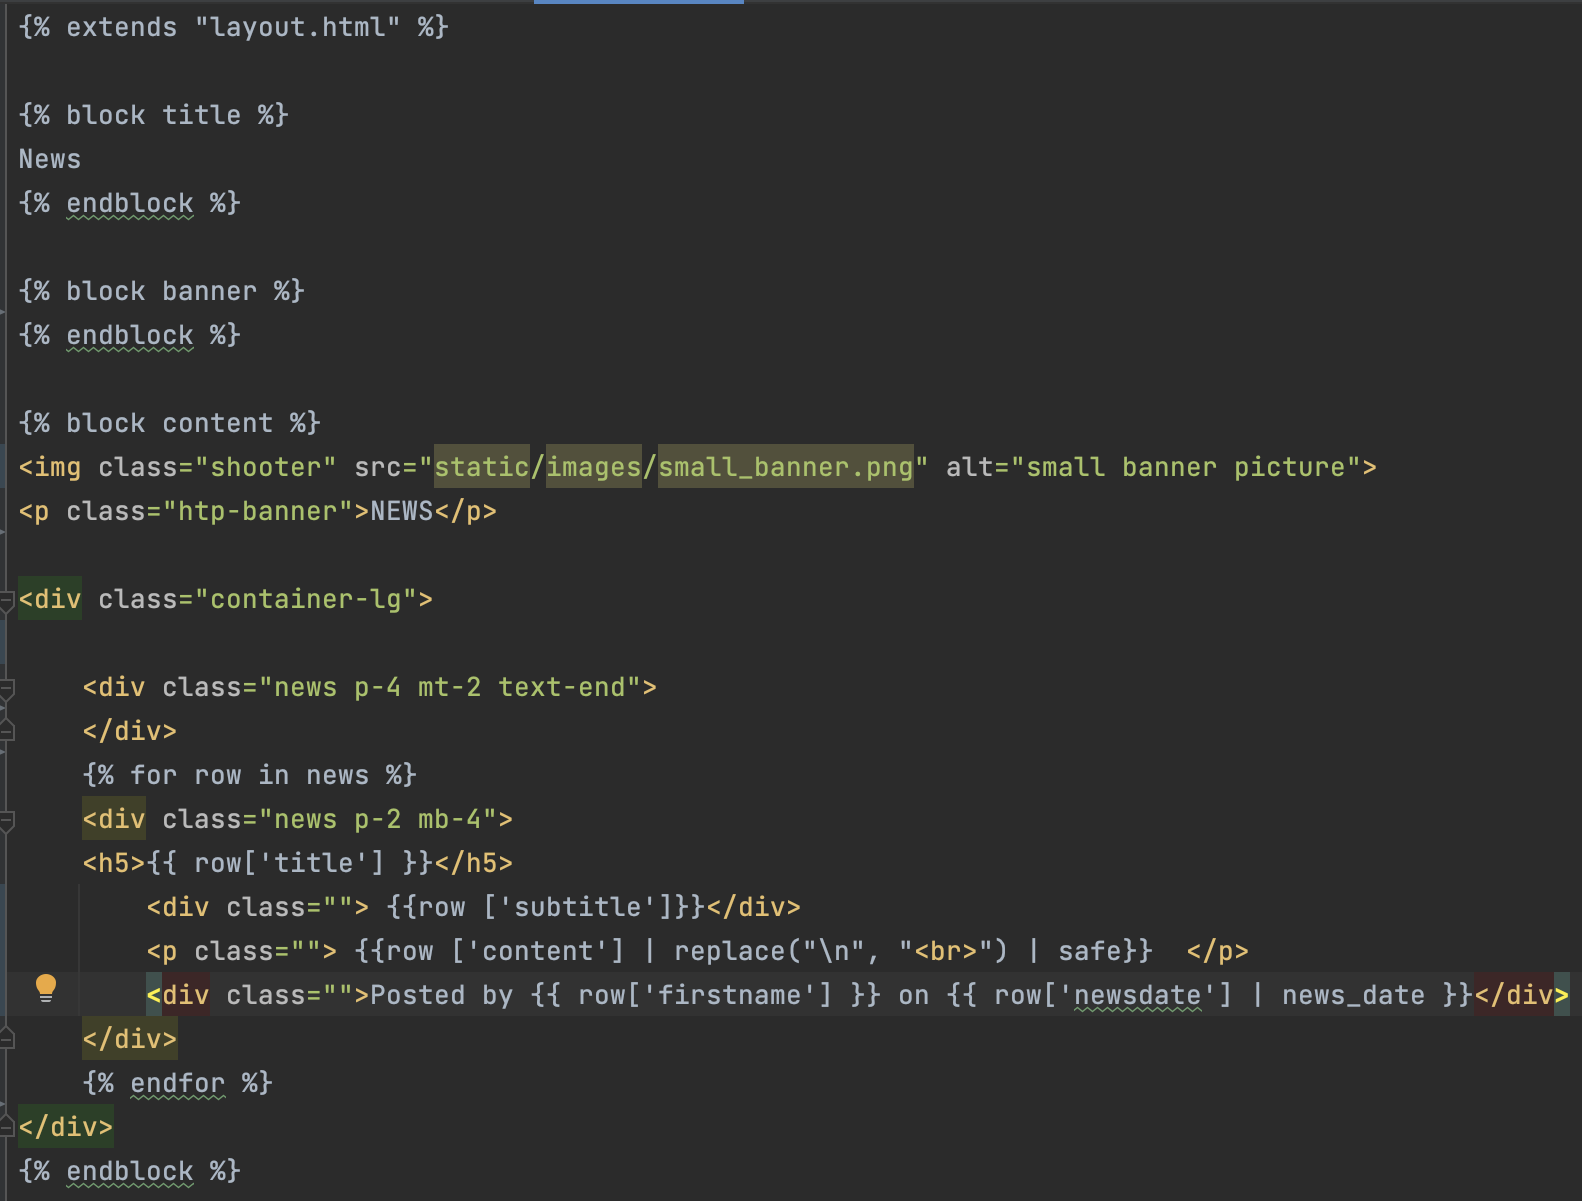 {% extends "layout.html" %}
{% block title %}
News
{% endblock %}
{% block banner %}
{% endblock %}
{% block content %}
<img class="shooter" src="static/images/small_banner.png" alt="small banner picture">
<p class="htp-banner">NEWS</p>
<div class="container-lg">
<div class="news p-4 mt-2 text-end">
</div>
{% for row in news %}
<div class="news p-2 mb-4">
<h5>{{ row['title'] }}</h5>
<div class=""> {{row ['subtitle']}}</div>
<p class=""> {{row ['content'] | replace("\n", "<br>") | safe}}  </p>
<div class="">Posted by {{ row['firstname'] }} on {{ row['newsdate'] | news_date }}</div>
</div>
{% endfor %}
</div>
{% endblock %}